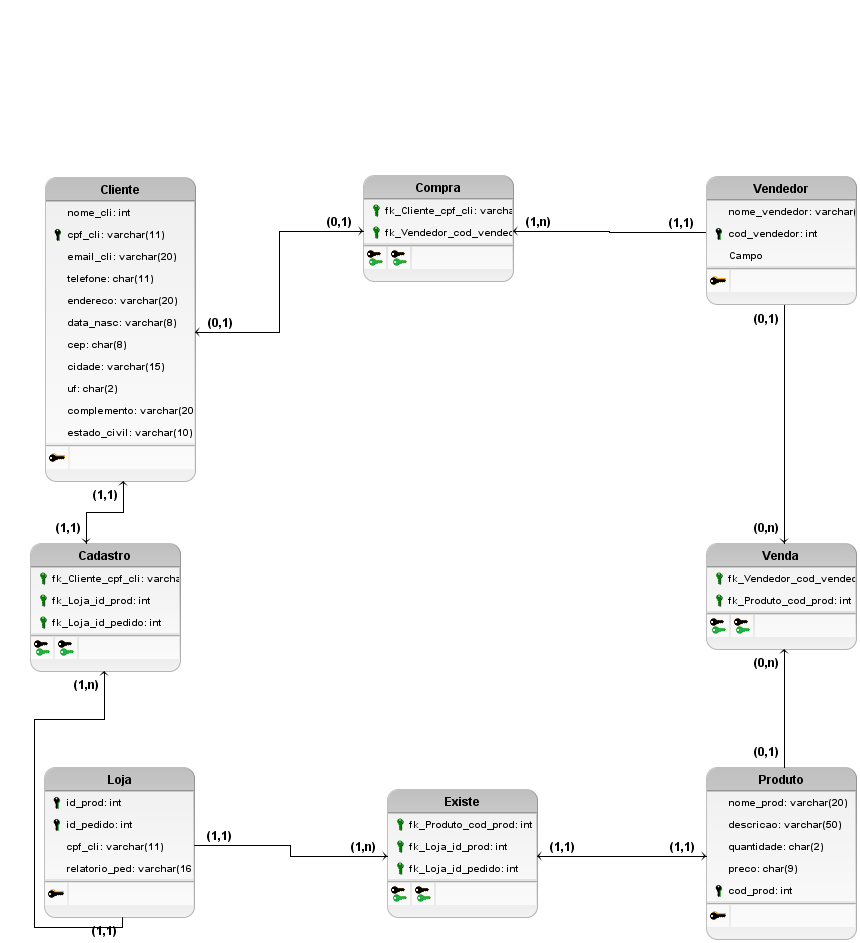 Cliente
nome_cli: int
cpf_cli: varchar(11)
email_cli: varchar(20)
telefone: char(11)
endereco: varchar(20)
data_nasc: varchar(8)
cep: char(8)
cidade: varchar(15)
uf: char(2)
complemento: varchar(20
estado_civil: varchar(10)
(0,1)
(0,1)
Compra
fk_Cliente_cpf_cli: varcha
fk_Vendedor_cod_vended
(1,n)
(1,1)
Vendedor
nome_vendedor: varchar(
cod_vendedor: int
Campo
(0,1)
(0,n)
(1,1)
(1,1)
Cadastro
fk_Cliente_cpf_cli: varcha
fk_Loja_id_prod: int
fk_Loja_id_pedido: int
(1,n)
Venda
fk_Vendedor_cod_vended
fk_Produto_cod_prod: int
(0,n)
(0,1)
Loja
id_prod: int
id_pedido: int
cpf_cli: varchar(11)
relatorio_ped: varchar(16
(1,1)
(1,1)
(1,n)
Existe
fk_Produto_cod_prod: int
fk_Loja_id_prod: int
fk_Loja_id_pedido: int
(1,1)
(1,1)
Produto
nome_prod: varchar(20)
descricao: varchar(50)
quantidade: char(2)
preco: char(9)
cod_prod: int